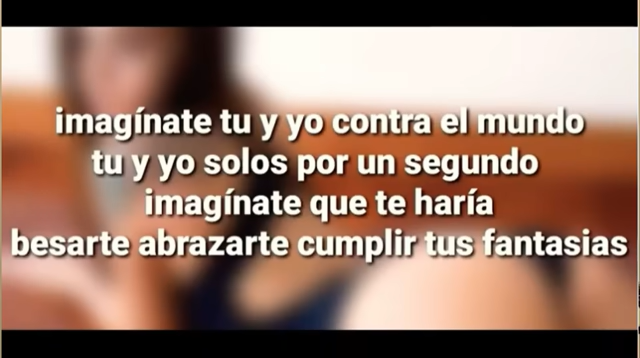 imagínate tu y yo contra el mundo
tu y yo solos por un segundo
imagínate que te haría
besarte abrazarte cumplir tus fantasias